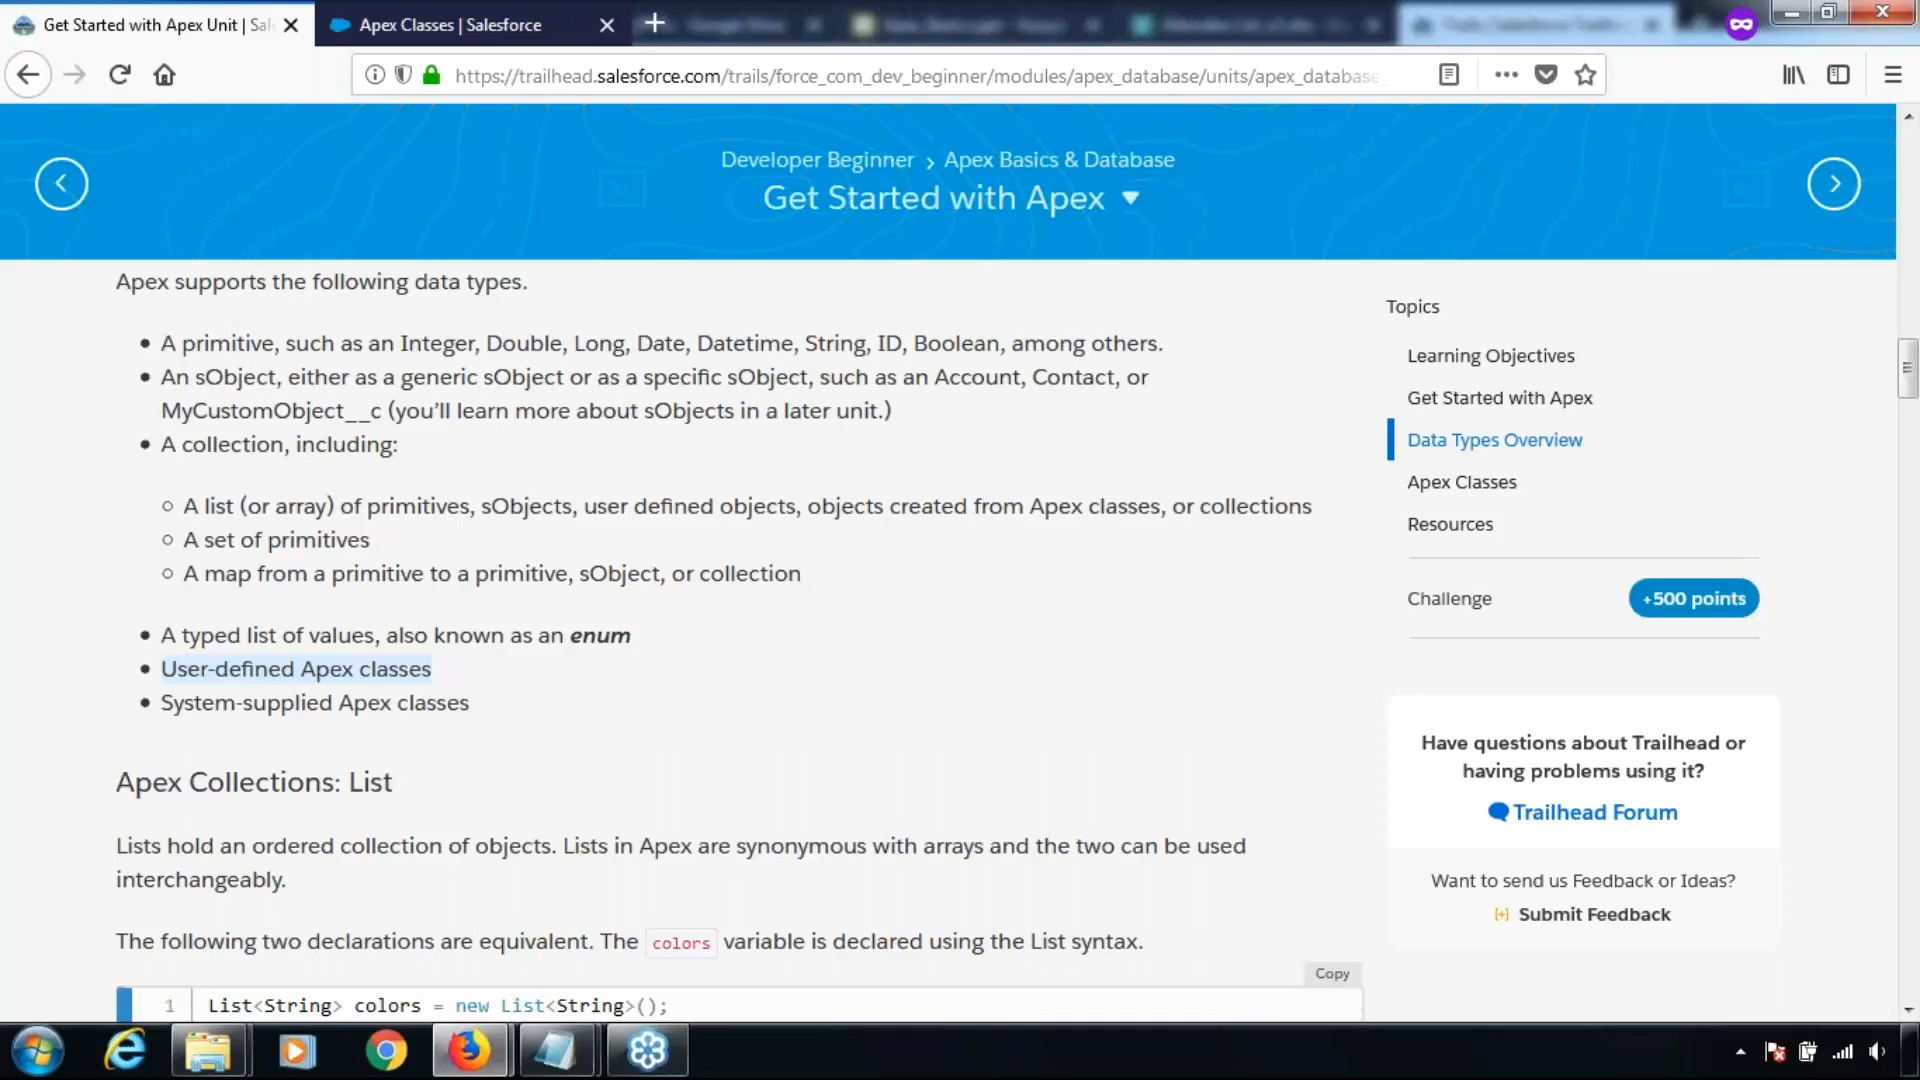 Get Started with Apex Unit | Sal
Apex Classes | Salesforce
https://trailhead.salesforce.com/trails/force_com_dev_beginner/modules/apex_database/units/apex_database
Developer Beginner > Apex Basics & Database
Get Started with Apex
Apex supports the following data types.
A primitive, such as an Integer, Double, Long, Date, Datetime, String, ID, Boolean, among others.
An sObject, either as a generic sObject or as a specific sObject, such as an Account, Contact, or
MyCustomObject__c (you’ll learn more about sObjects in a later unit.)
A collection, including:
A list (or array) of primitives, sObjects, user defined objects, objects created from Apex classes, or collections
A set of primitives
A map from a primitive to a primitive, sObject, or collection
A typed list of values, also known as an enum
User-defined Apex classes
System-supplied Apex classes
Apex Collections: List
Lists hold an ordered collection of objects. Lists in Apex are synonymous with arrays and the two can be used
interchangeably.
The following two declarations are equivalent. The colors variable is declared using the List syntax.
Copy
1 List<String> colors = new List<String>();
Topics
Learning Objectives
Get Started with Apex
Data Types Overview
Apex Classes
Resources
Challenge
+500 points
Have questions about Trailhead or
having problems using it?
Trailhead Forum
Want to send us Feedback or Ideas?
Submit Feedback